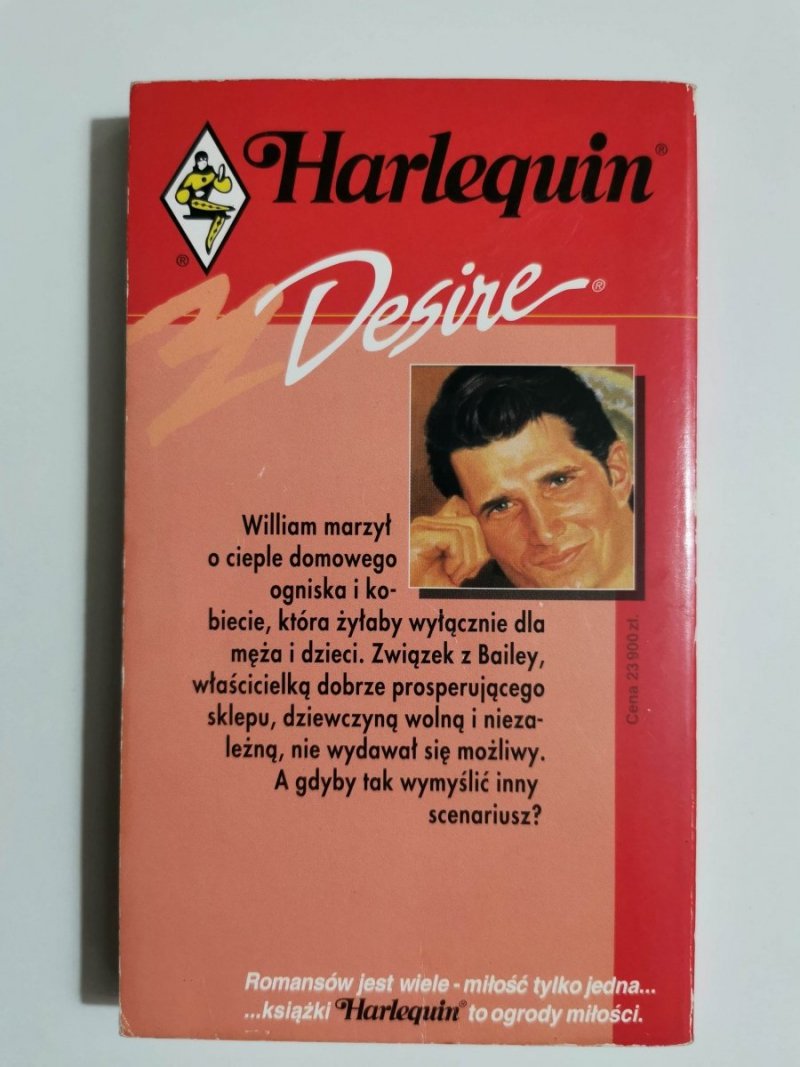 Harlequin®
®
Desire®
William marzył
o cieple domowego
ogniska i ko-
biecie, która żyłaby wyłącznie dla
męża i dzieci. Związek z Bailey,
właścicielką dobrze prosperującego
sklepu, dziewczyną wolną i nieza-
leżną, nie wydawał się możliwy.
A gdyby tak wymyślić inny
scenariusz?
Cena 23 900 zł.
Romansów jest wiele - miłość tylko jedna...
...książki Harlequin® to ogrody miłości.